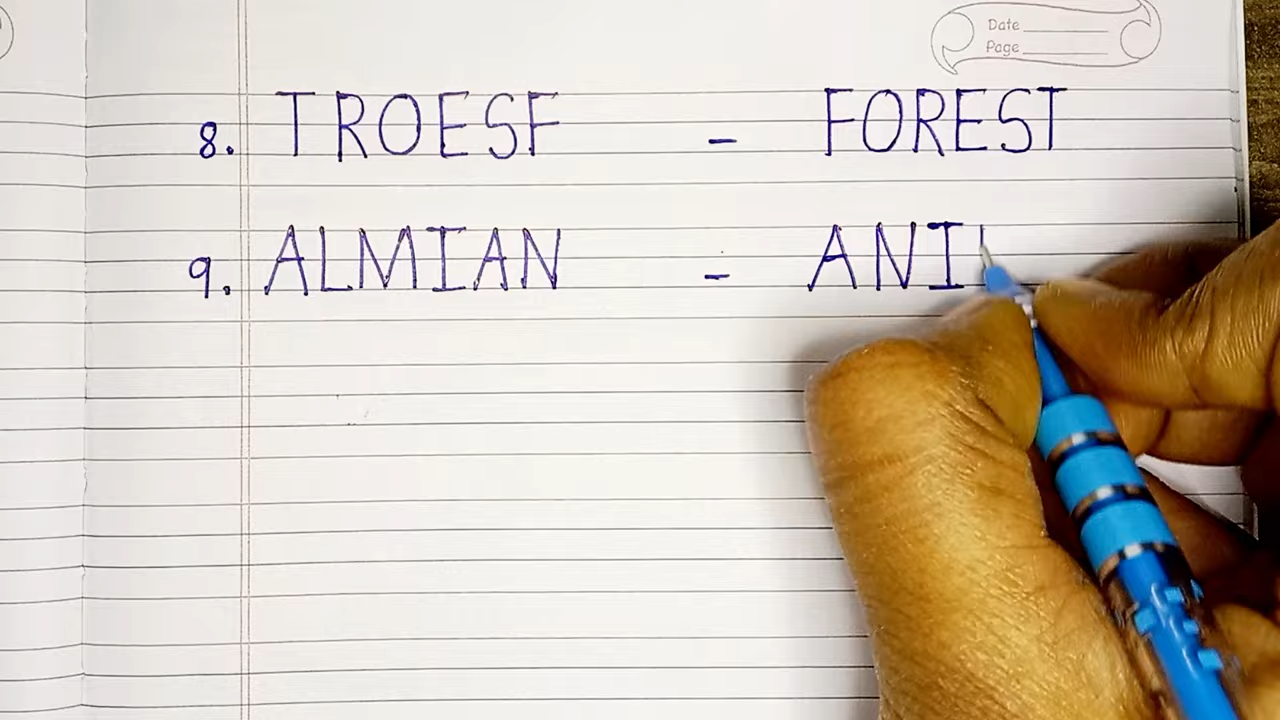 Date
Page
8. TROESF - FOREST
9. ALMIAN - ANI